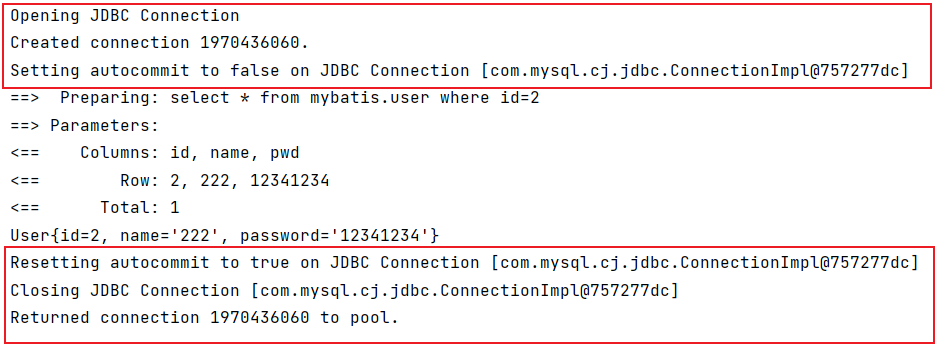 Opening JDBC Connection
Created connection 1970436060.
Setting autocommit to false on JDBC Connection [com.mysql.cj.jdbc.ConnectionImpl@757277dc]
==>  Preparing: select * from mybatis.user where id=2
==> Parameters:
<==    Columns: id, name, pwd
<==        Row: 2, 222, 12341234
<==      Total: 1
User{id=2, name='222', password='12341234'}
Resetting autocommit to true on JDBC Connection [com.mysql.cj.jdbc.ConnectionImpl@757277dc]
Closing JDBC Connection [com.mysql.cj.jdbc.ConnectionImpl@757277dc]
Returned connection 1970436060 to pool.